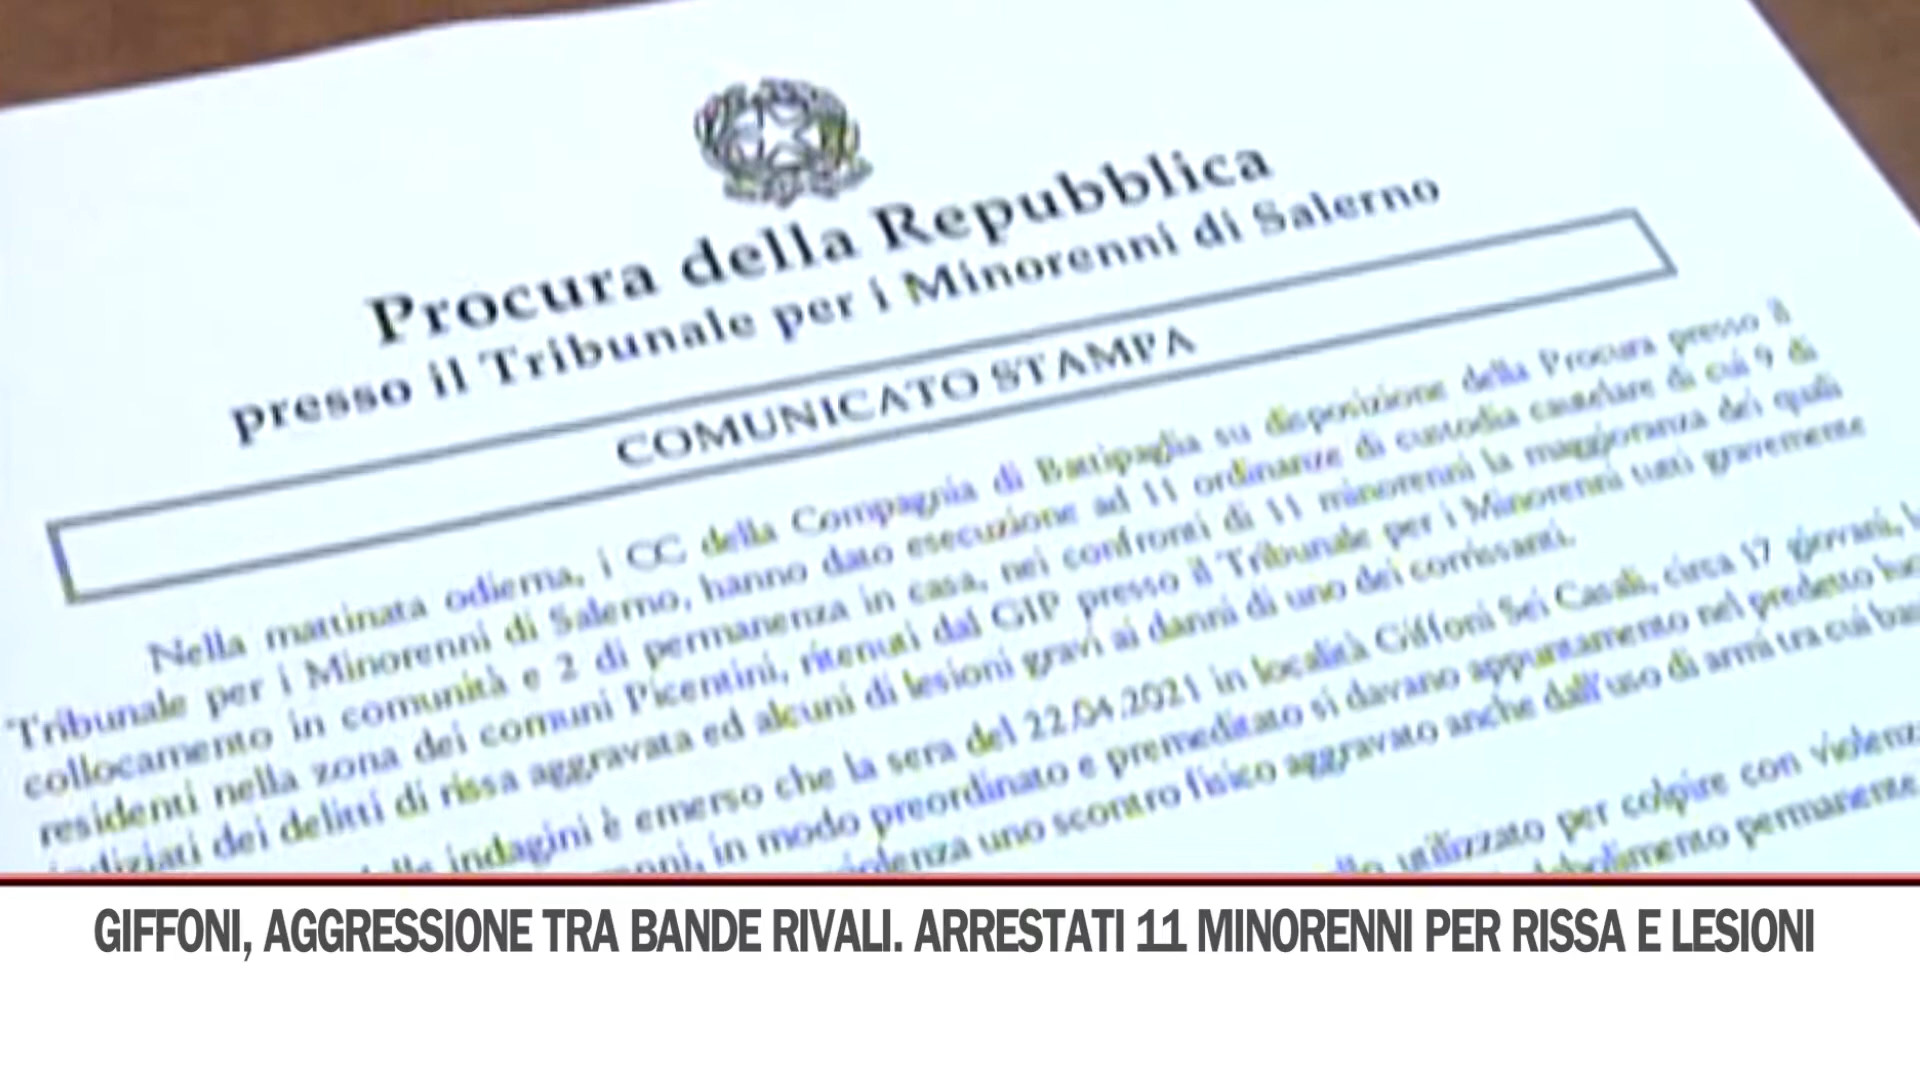 Procura della Repubblica
presso il Tribunale per i Minorenni di Salerno
COMUNICATO STAMPA
Nella mattinata odierna, i CC della Compagnia di Battipaglia su disposizione della Procura presso il
Tribunale per i Minorenni di Salerno, hanno dato esecuzione ad 11 ordinanze di custodia cautelare di cui 9 di
collocamento in comunità e 2 di permanenza in casa, nei confronti di 11 minorenni la maggioranza dei quali
residenti nella zona dei comuni Picentini, ritenuti dal GIP presso il Tribunale per i Minorenni tutti gravemente
indiziati dei delitti di rissa aggravata ed alcuni di lesioni gravi ai danni di uno dei corrissanti.
indagini è emerso che la sera del 22.04.2021 in località Giffoni Sei Casali, circa 17 giovani,
in modo preordinato e premeditato si davano appuntamento nel predetto
uno scontro fisico aggravato anche dall'uso di armi tra cui
utilizzato per colpire con
permanente
GIFFONI, AGGRESSIONE TRA BANDE RIVALI. ARRESTATI 11 MINORENNI PER RISSA E LESIONI